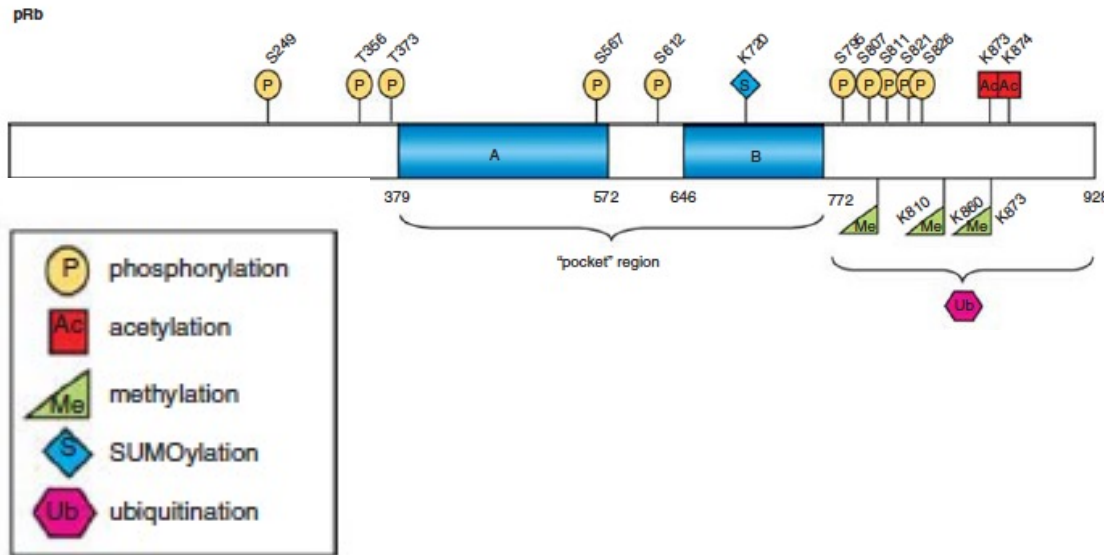 pRb
S249 T356 T373 S567 S612 K720 S795 S807 S811 S821 S826 K873 K874
P P P P P S P P P P P Ac Ac
A B
379 572 646 772 928
Me K810 Me K860 Me K873
"pocket" region
Ub
P phosphorylation
Ac acetylation
Me methylation
S SUMOylation
Ub ubiquitination